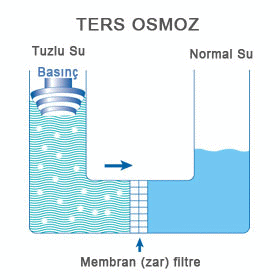 TERS OSMOZ
Tuzlu Su
Normal Su
Basınç
Membran (zar) filtre